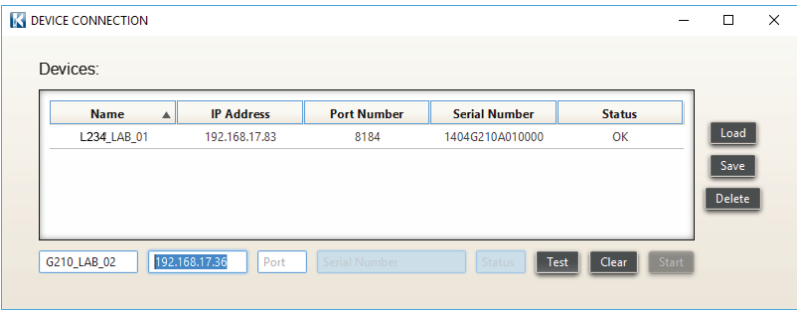 DEVICE CONNECTION
Devices:
Name IP Address Port Number Serial Number Status
L234_LAB_01 192.168.17.83 8184 1404G210A010000 OK
Load
Save
Delete
G210_LAB_02 192.168.17.36 Port Serial Number Status Test Clear Start